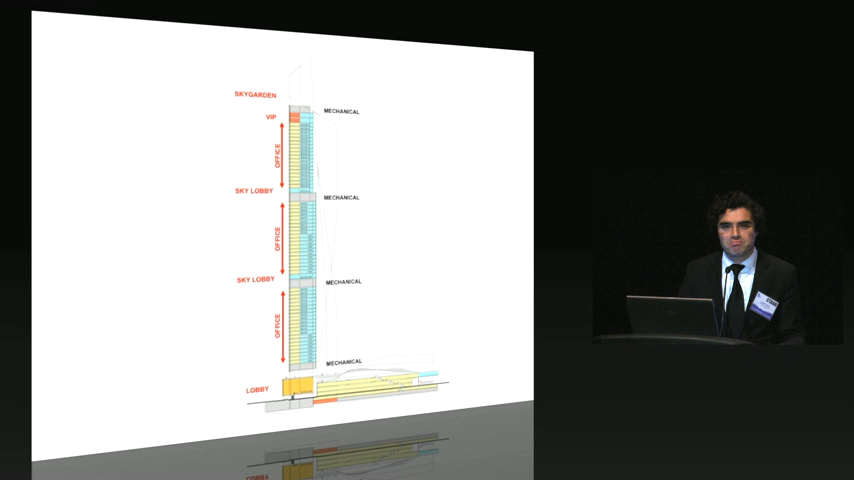 SKYGARDEN
MECHANICAL
VIP
OFFICE
SKY LOBBY
MECHANICAL
OFFICE
SKY LOBBY
MECHANICAL
OFFICE
MECHANICAL
LOBBY